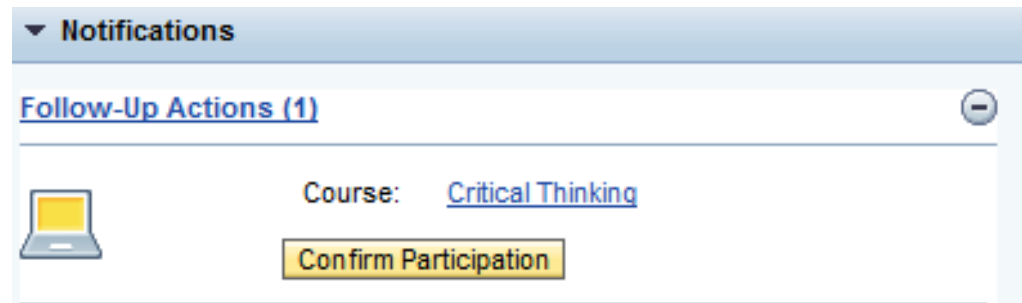 Notifications
Follow-Up Actions (1)
Course: Critical Thinking
Confirm Participation